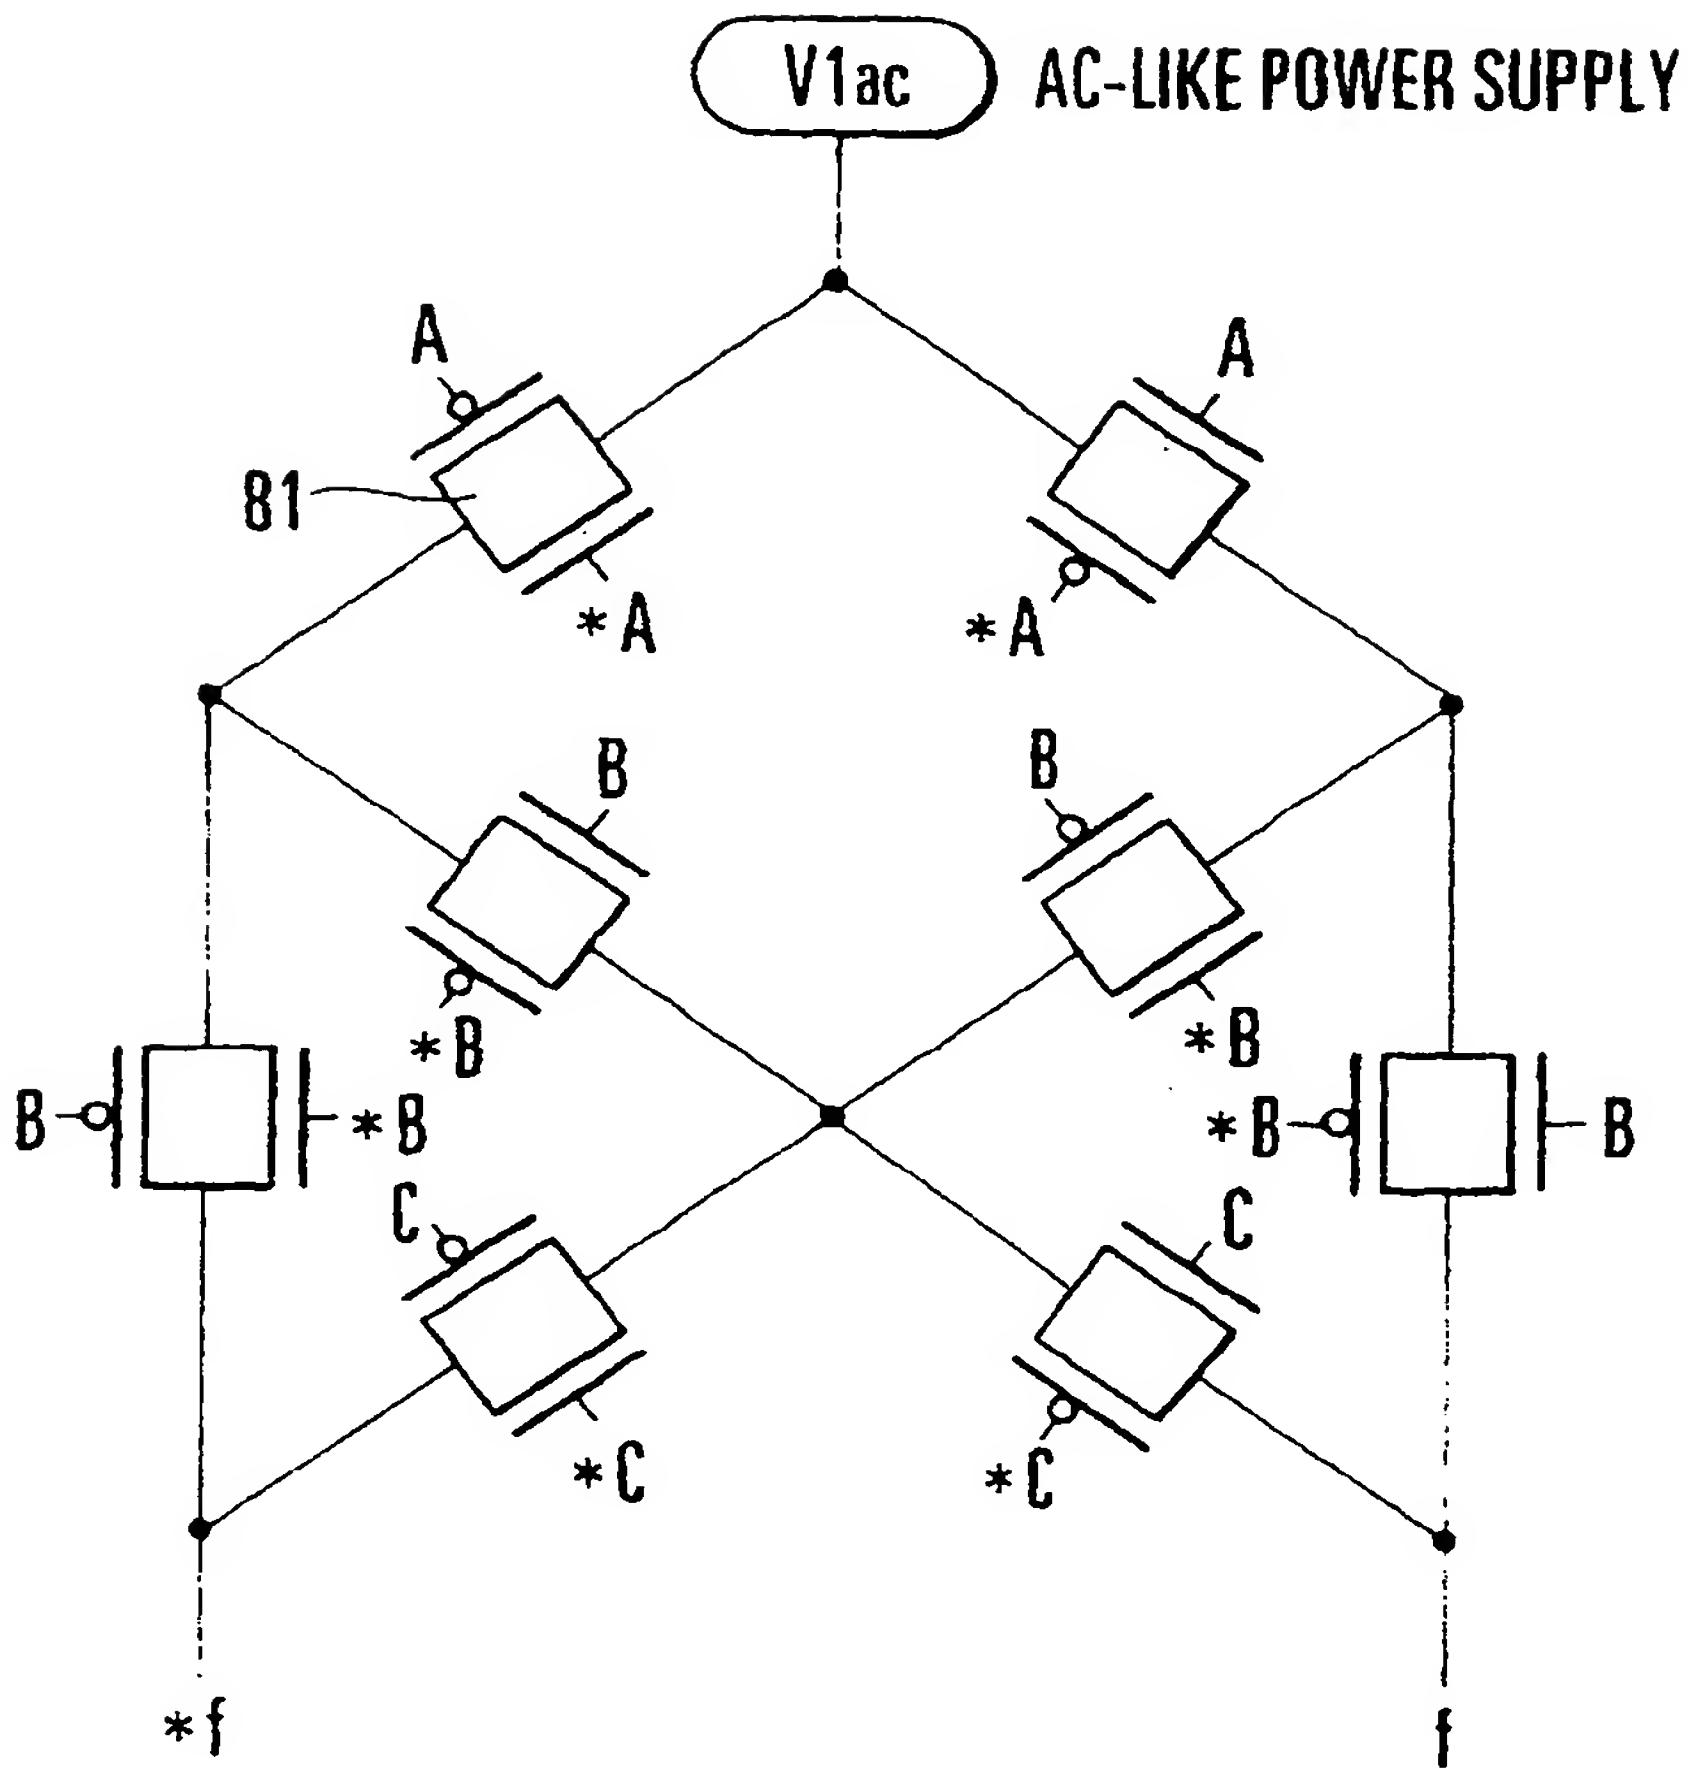 V1ac AC-LIKE POWER SUPPLY
A A
81
*A *A
B B
*B *B
B *B *B B
C C
*C *C
*f f